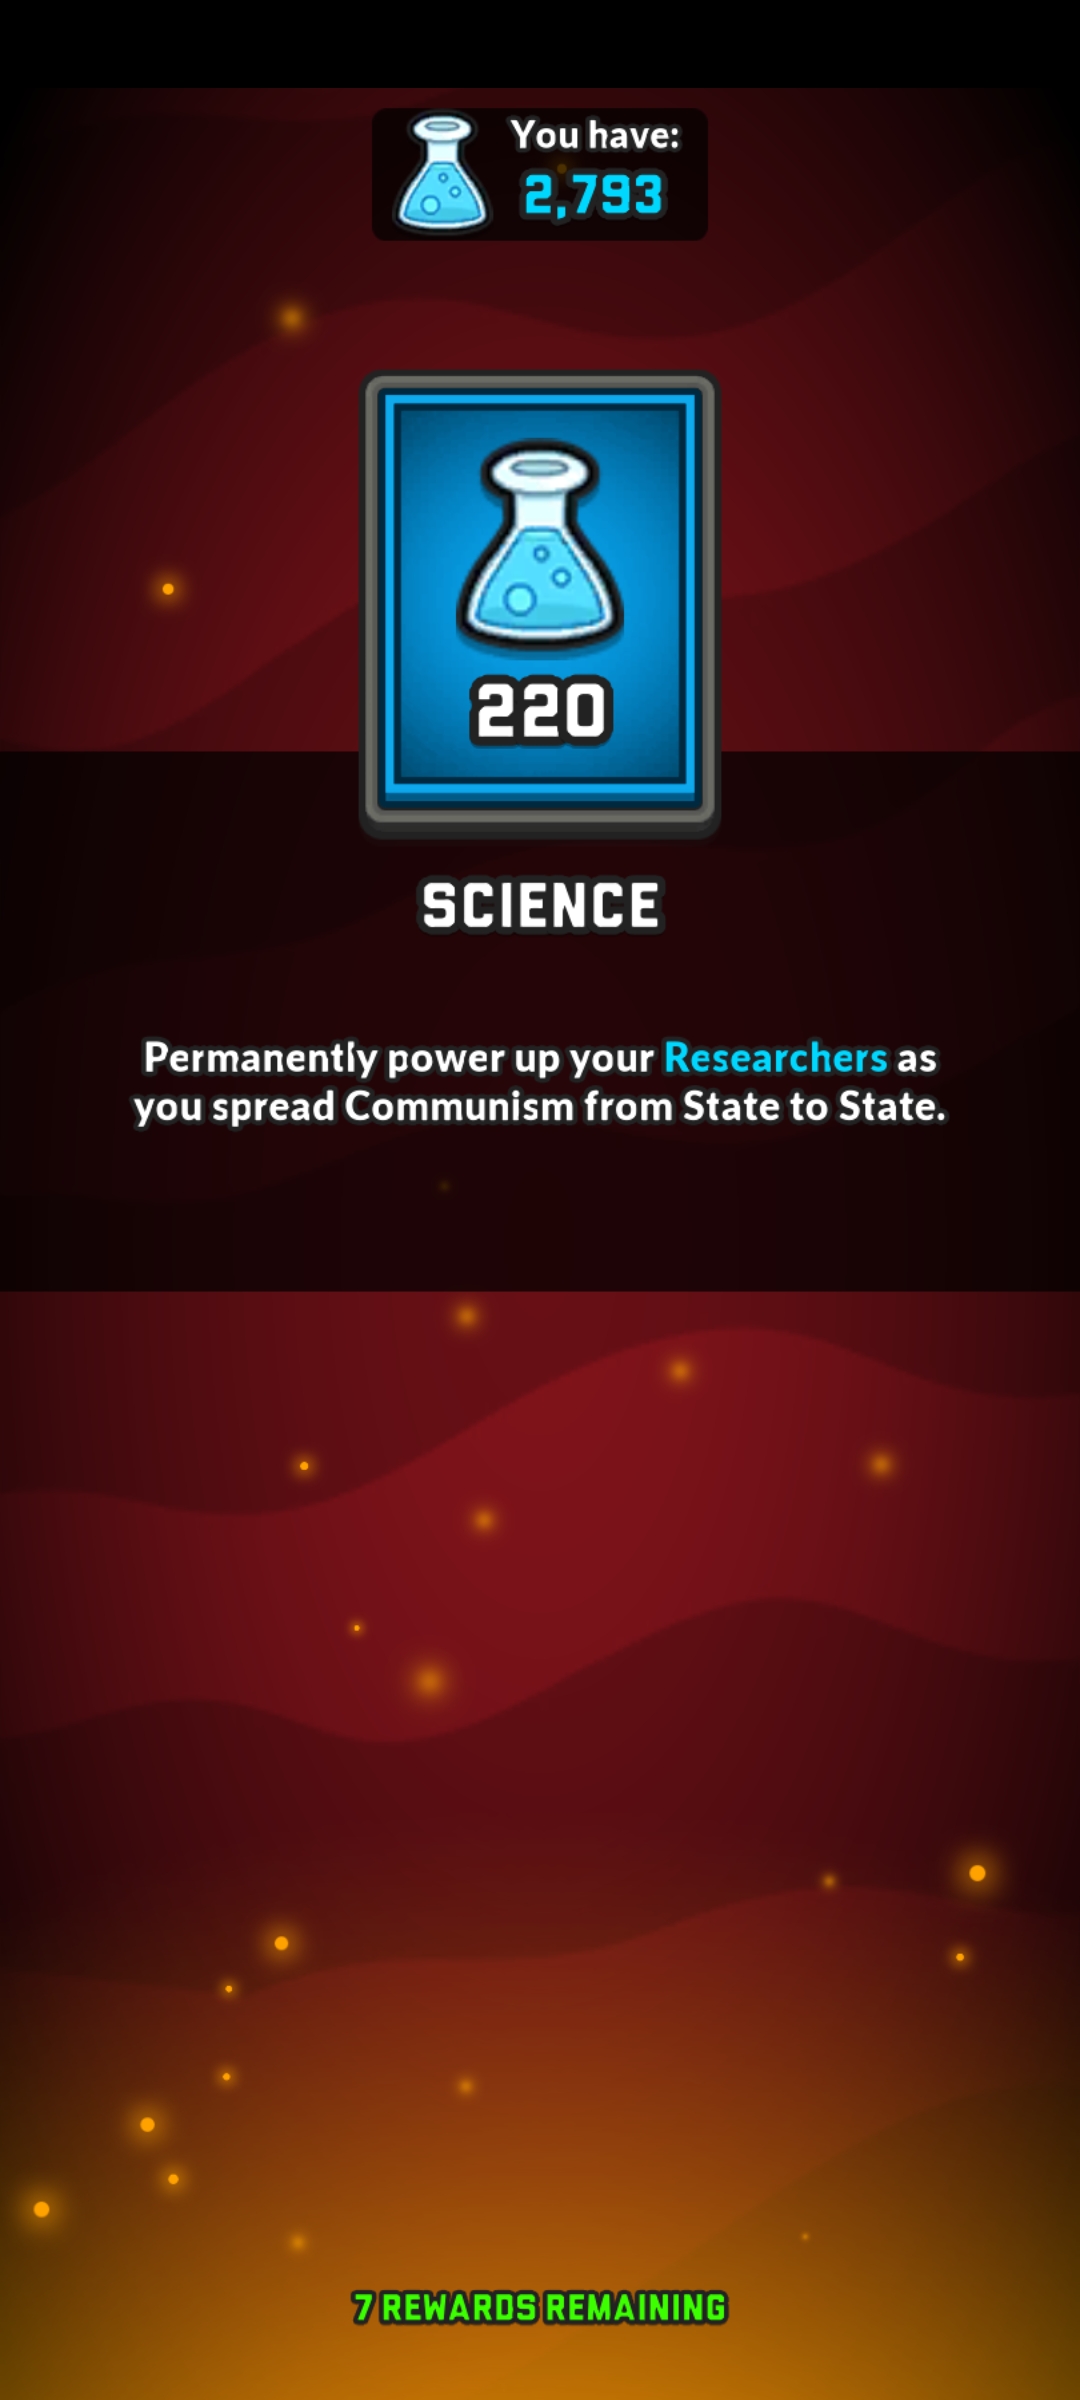 You have:
2,793
220
SCIENCE
Permanently power up your Researchers as
you spread Communism from State to State.
7 REWARDS REMAINING